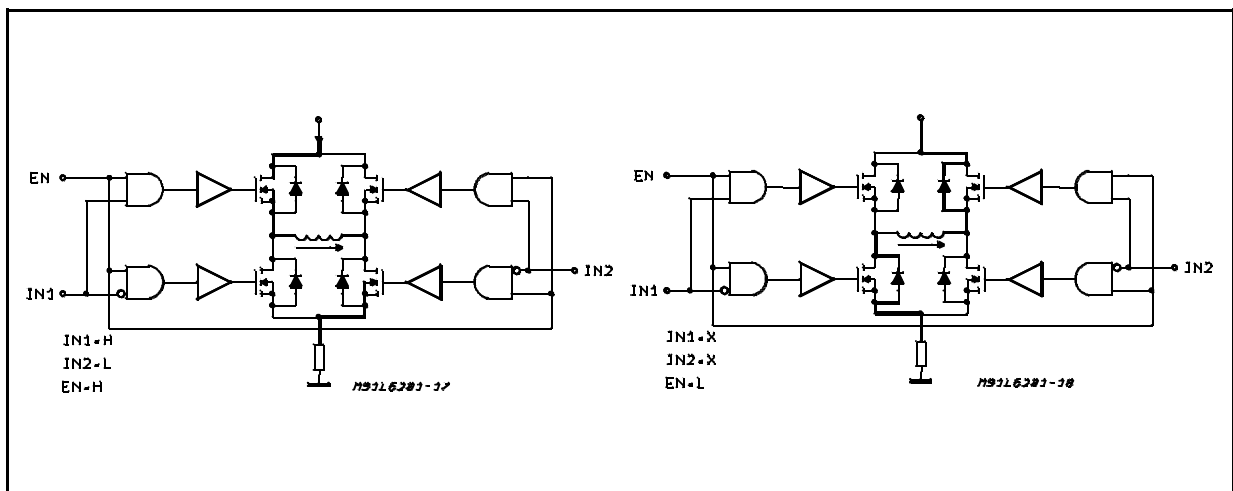 EN
IN1
IN2
IN1=H
IN2=L
EN=H
EN
IN1
IN2
IN1=X
IN2=X
EN=L